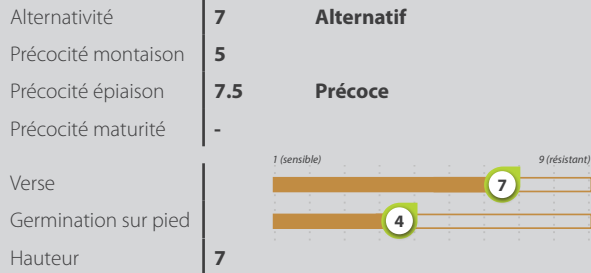 Alternativité 7 Alternatif
Précocité montaison 5
Précocité épiaison 7.5 Précoce
Précocité maturité -
1 (sensible) 9 (résistant)
Verse 7
Germination sur pied 4
Hauteur 7